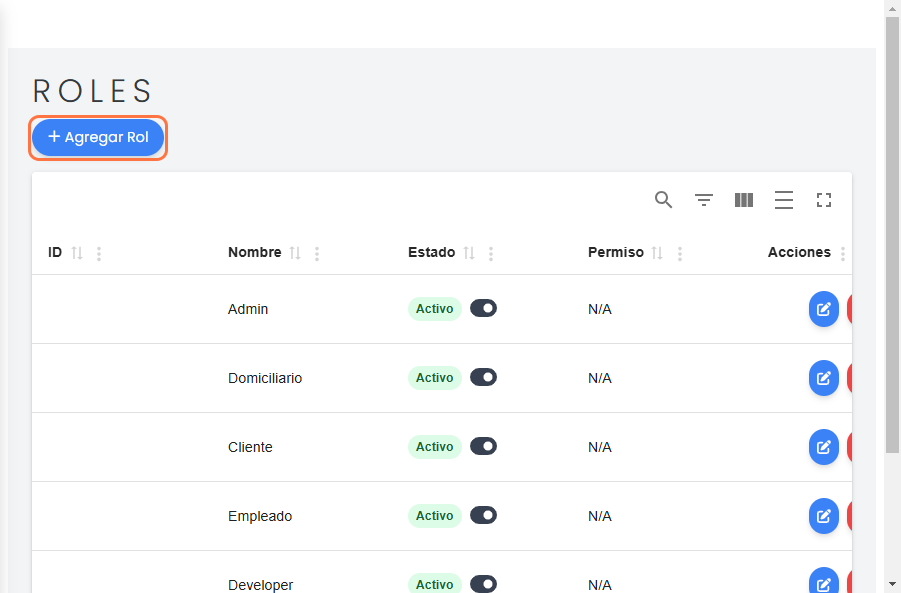 ROLES
+ Agregar Rol
ID Nombre Estado Permiso Acciones
Admin Activo N/A
Domiciliario Activo N/A
Cliente Activo N/A
Empleado Activo N/A
Developer Activo N/A